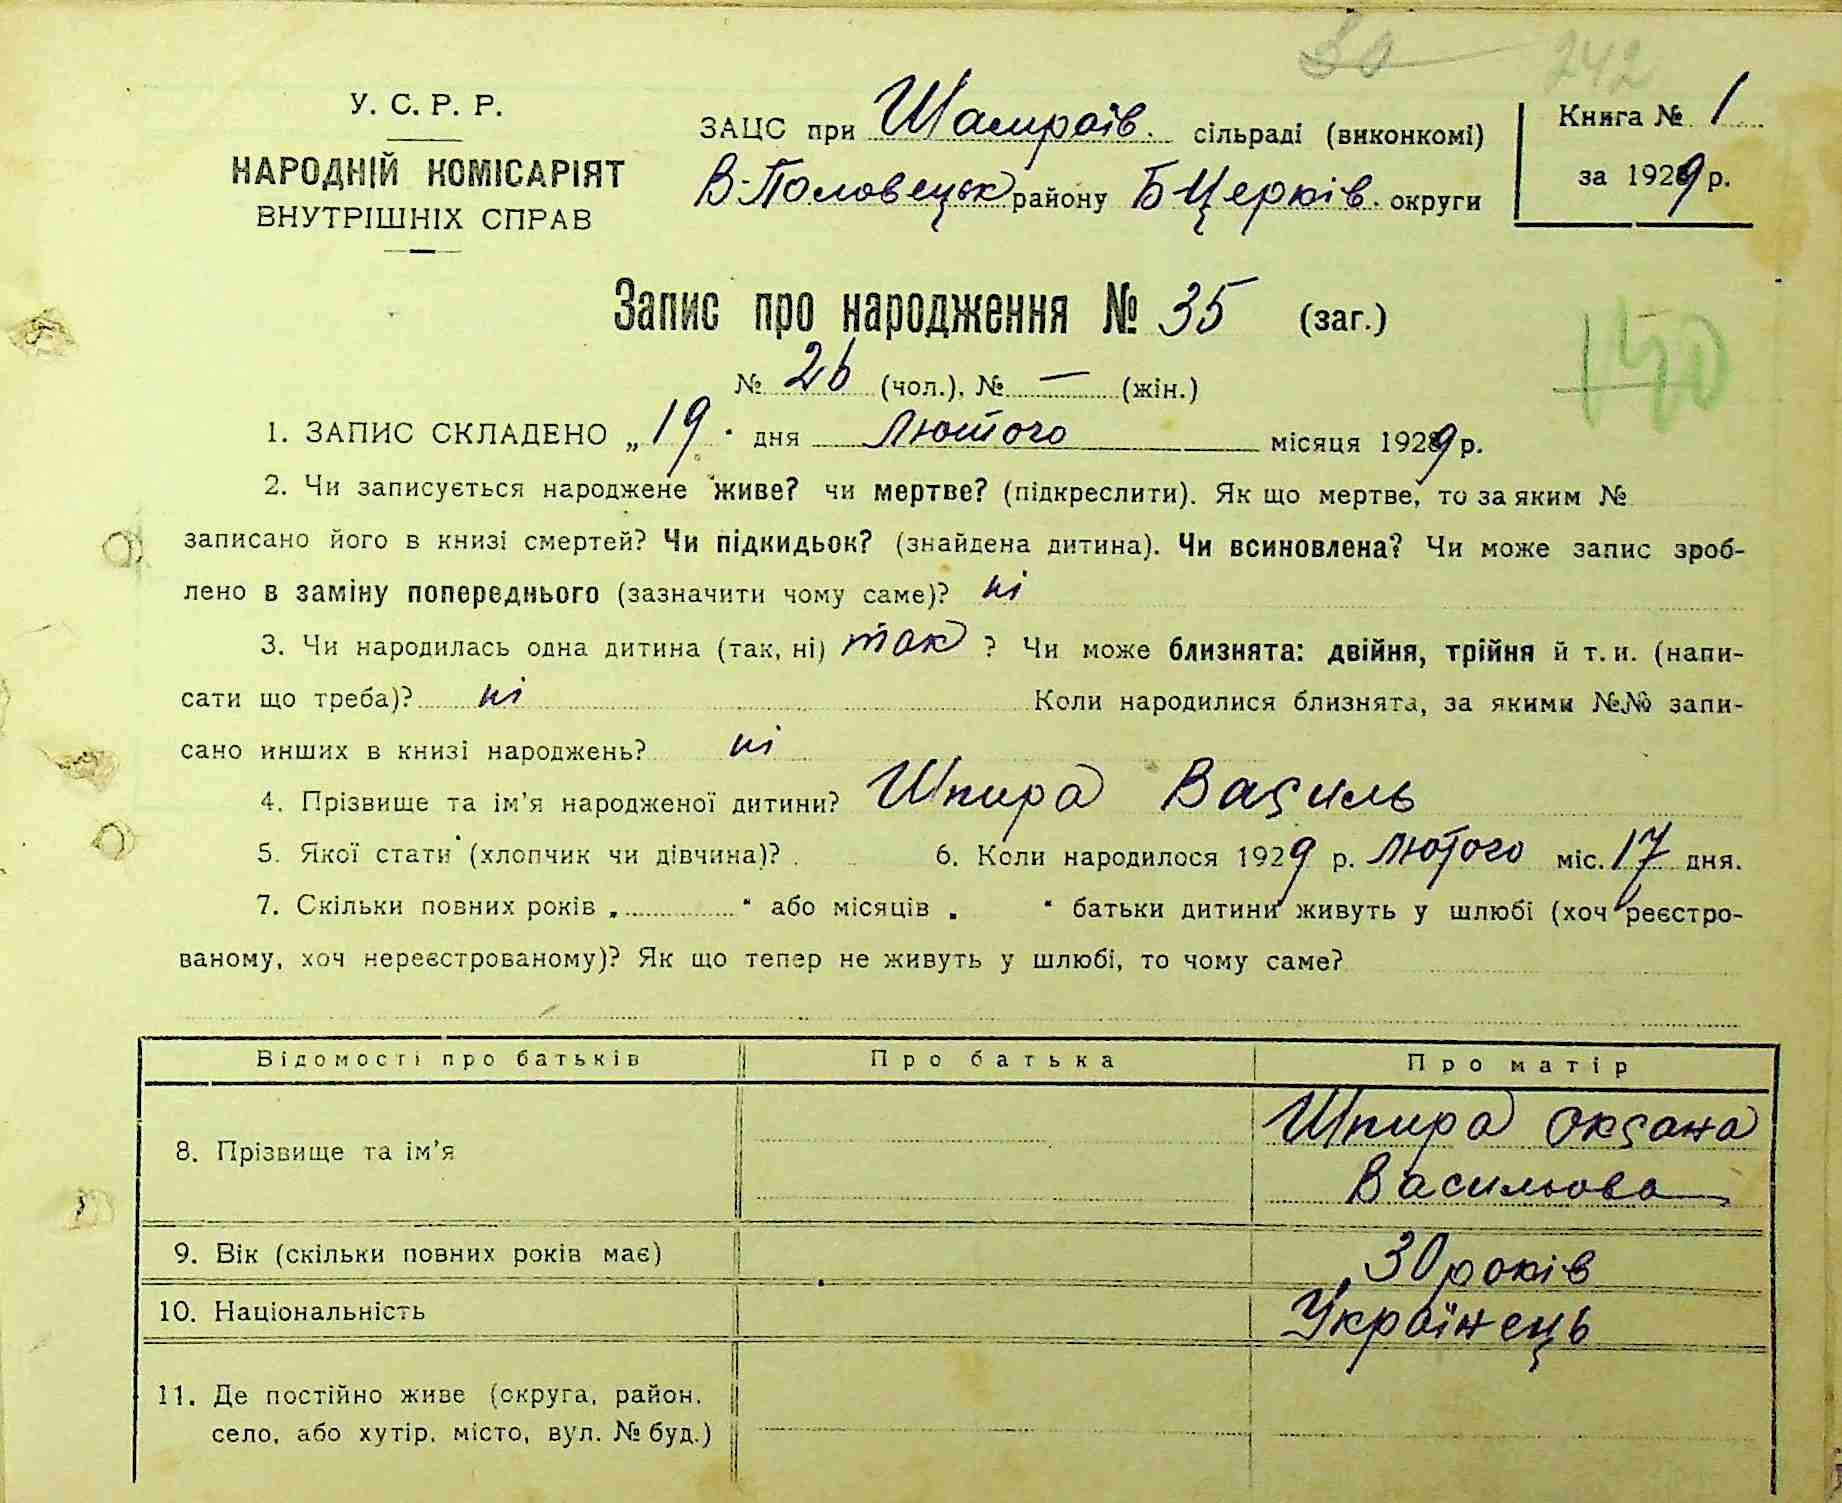 30 242
У. С. Р. Р.
НАРОДНІЙ КОМІСАРІЯТ
ВНУТРІШНІХ СПРАВ
ЗАЦС при Шамраїв. сільраді (виконкомі)
В-Половецьк району БЦерків. округи
Книга № 1
за 1929 р.
Запис про народження № 35 (заг.)
№ 26 (чол.), № — (жін.)
150
1. ЗАПИС СКЛАДЕНО „19" дня Лютого місяця 1929 р.
2. Чи записується народжене живе? чи мертве? (підкреслити). Як що мертве, то за яким №
записано його в книзі смертей? Чи підкидьок? (знайдена дитина). Чи всиновлена? Чи може запис зроб-
лено в заміну попереднього (зазначити чому саме)? ні
3. Чи народилась одна дитина (так, ні) так ? Чи може близнята: двійня, трійня й т. и. (напи-
сати що треба)? ні Коли народилися близнята, за якими №№ запи-
сано инших в книзі народжень? ні
4. Прізвище та ім'я народженої дитини? Шпира Василь
5. Якої стати (хлопчик чи дівчина)? 6. Коли народилося 1929 р. Лютого міс. 17 дня.
7. Скільки повних років „ " або місяців „ " батьки дитини живуть у шлюбі (хоч реєстро-
ваному, хоч нереєстрованому)? Як що тепер не живуть у шлюбі, то чому саме?
Відомості про батьків Про батька Про матір
8. Прізвище та ім'я Шпира Оксана
Васильова
9. Вік (скільки повних років має) 30 років
10. Національність Українець
11. Де постійно живе (округа, район,
село, або хутір, місто, вул. № буд.)